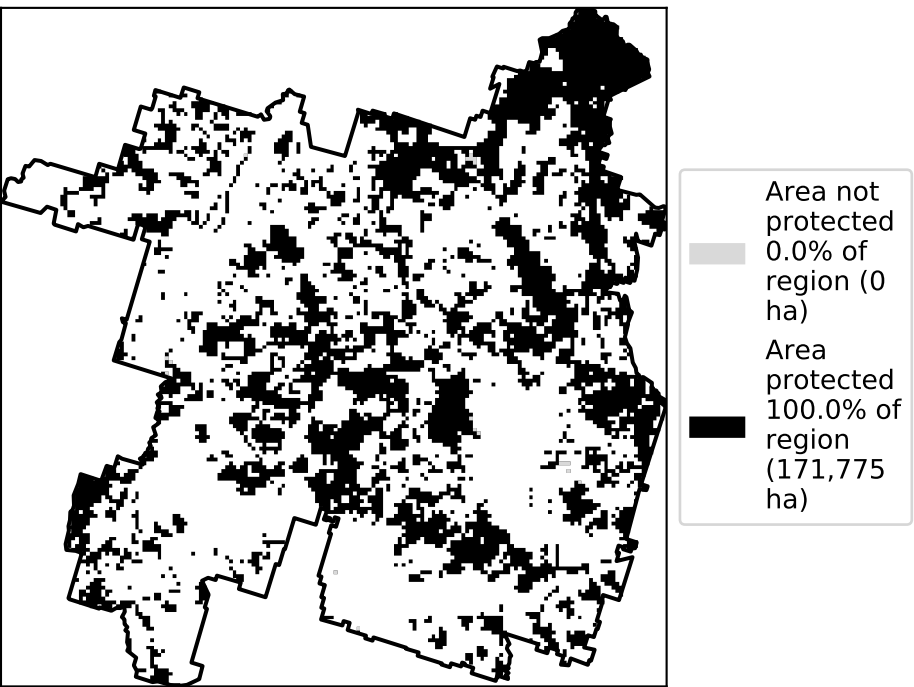 Area not
protected
0.0% of
region (0
ha)
Area
protected
100.0% of
region
(171,775
ha)